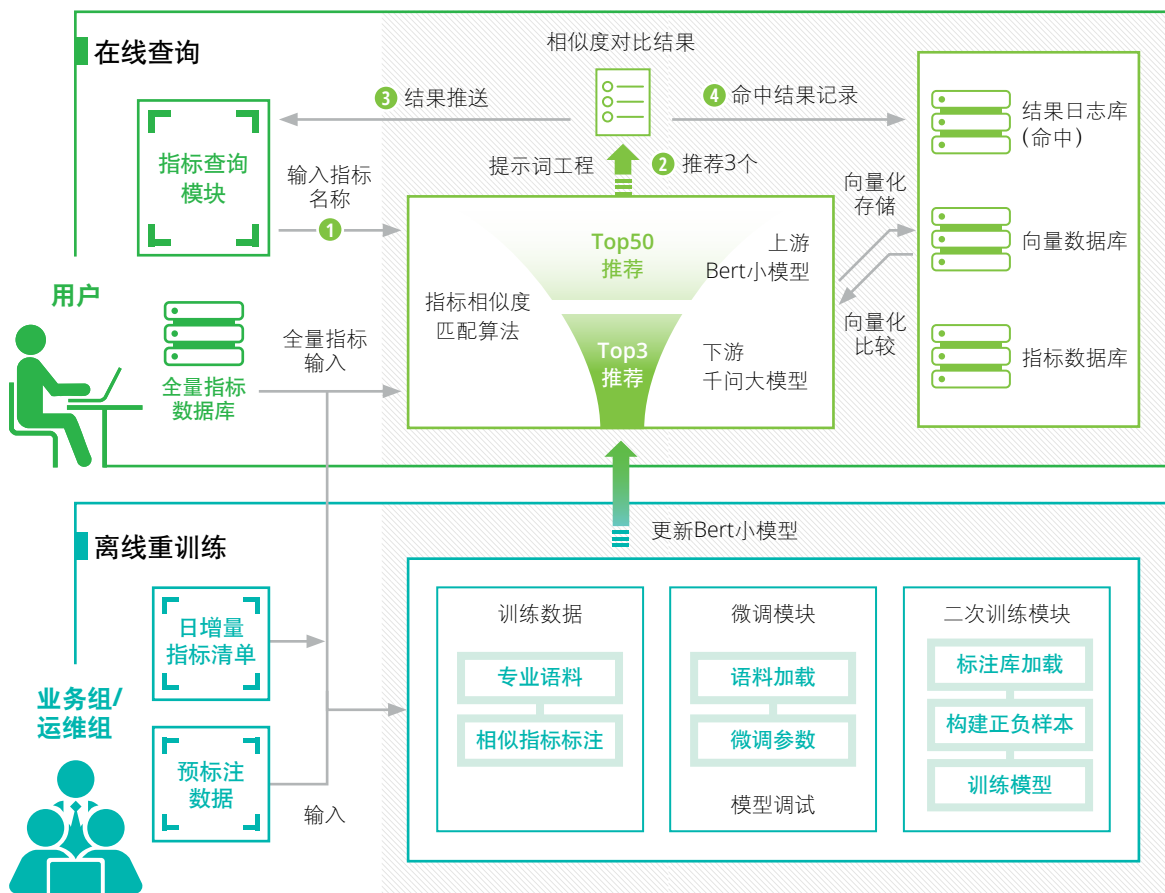 在线查询
相似度对比结果
3 结果推送
4 命中结果记录
指标查询
模块
输入指标
名称
1
提示词工程
2 推荐3个
结果日志库
(命中)
向量化
存储
向量数据库
向量化
比较
指标数据库
Top50
推荐
上游
Bert小模型
指标相似度
匹配算法
Top3
推荐
下游
千问大模型
用户
全量指标
数据库
全量指标
输入
更新Bert小模型
离线重训练
日增量
指标清单
业务组/
运维组
预标注
数据
输入
训练数据
专业语料
相似指标标注
微调模块
语料加载
微调参数
模型调试
二次训练模块
标注库加载
构建正负样本
训练模型